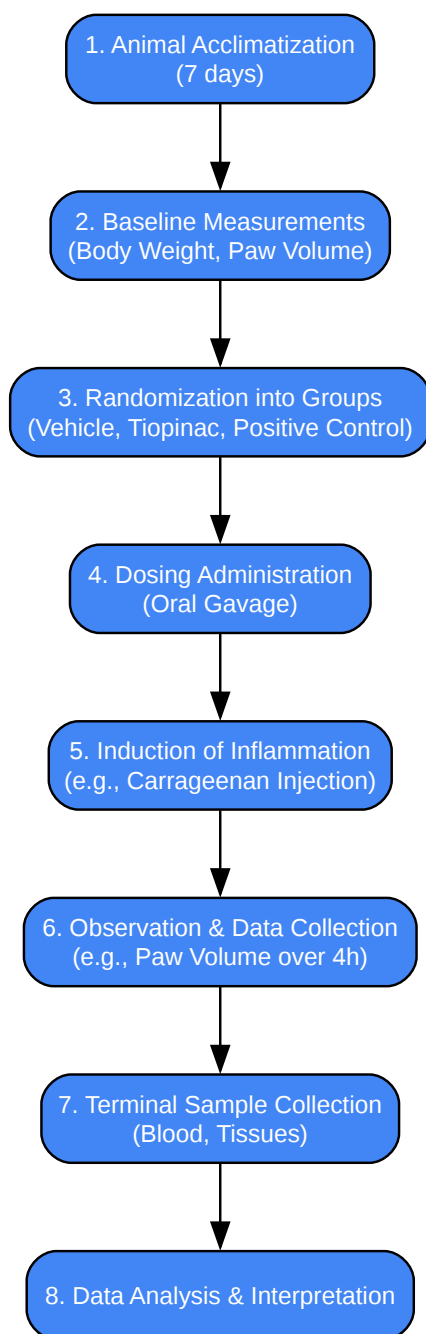 1. Animal Acclimatization
(7 days)
2. Baseline Measurements
(Body Weight, Paw Volume)
3. Randomization into Groups
(Vehicle, Tiopinac, Positive Control)
4. Dosing Administration
(Oral Gavage)
5. Induction of Inflammation
(e.g., Carrageenan Injection)
6. Observation & Data Collection
(e.g., Paw Volume over 4h)
7. Terminal Sample Collection
(Blood, Tissues)
8. Data Analysis & Interpretation